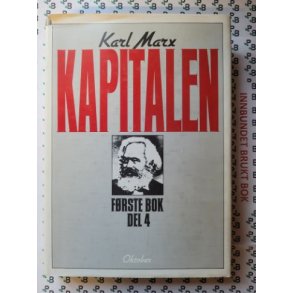 Karl Marx
KAPITALEN
FØRSTE BOK
DEL 4
Oktober
INNBUNDET BRUKT BOK